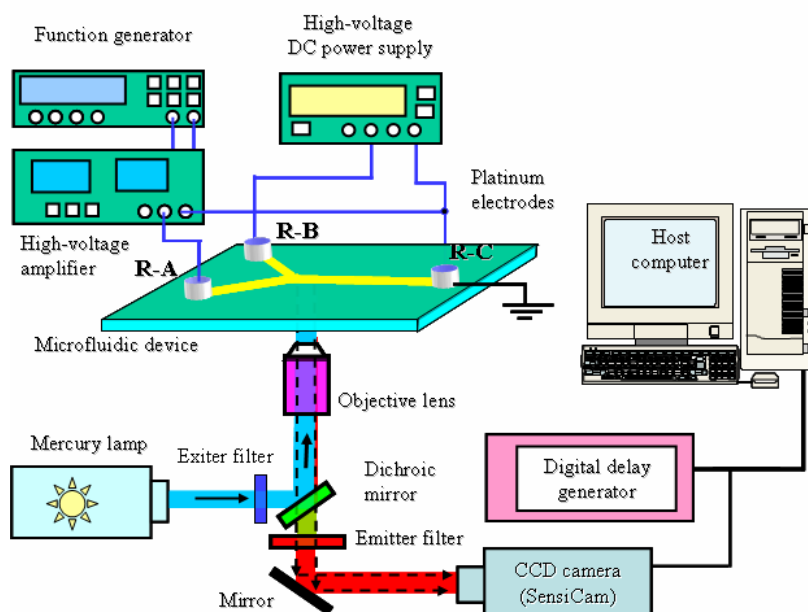 High-voltage
DC power supply
Function generator
Platinum
electrodes
High-voltage
amplifier
R-B
R-A
R-C
Host
computer
Microfluidic device
Objective lens
Mercury lamp
Exiter filter
Dichroic
mirror
Digital delay
generator
Emitter filter
CCD camera
(SensiCam)
Mirror